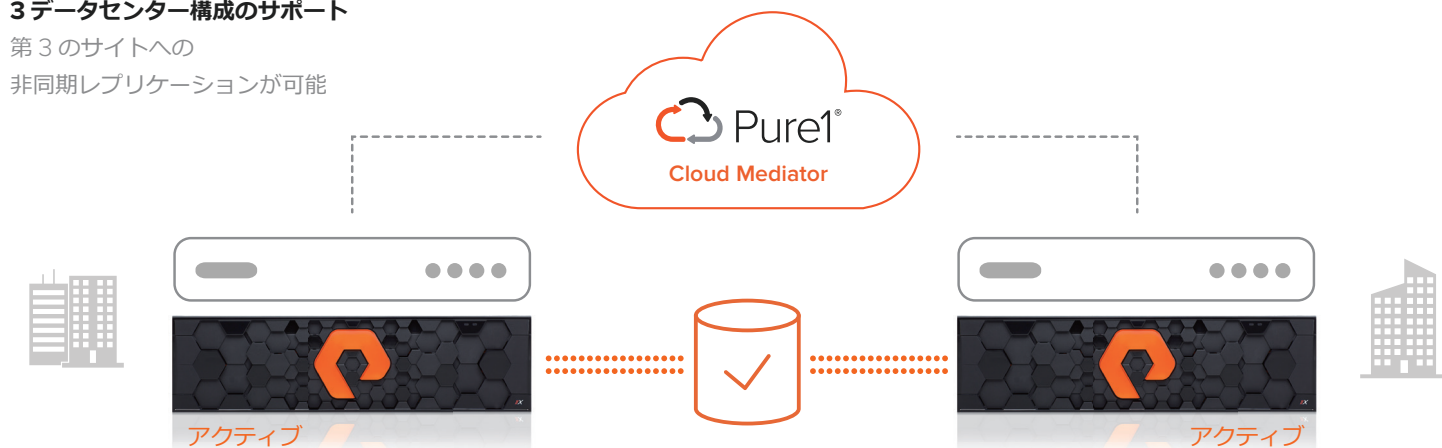 3データセンター構成のサポート
第3のサイトへの
非同期レプリケーションが可能
Pure1®
Cloud Mediator
アクティブ
アクティブ